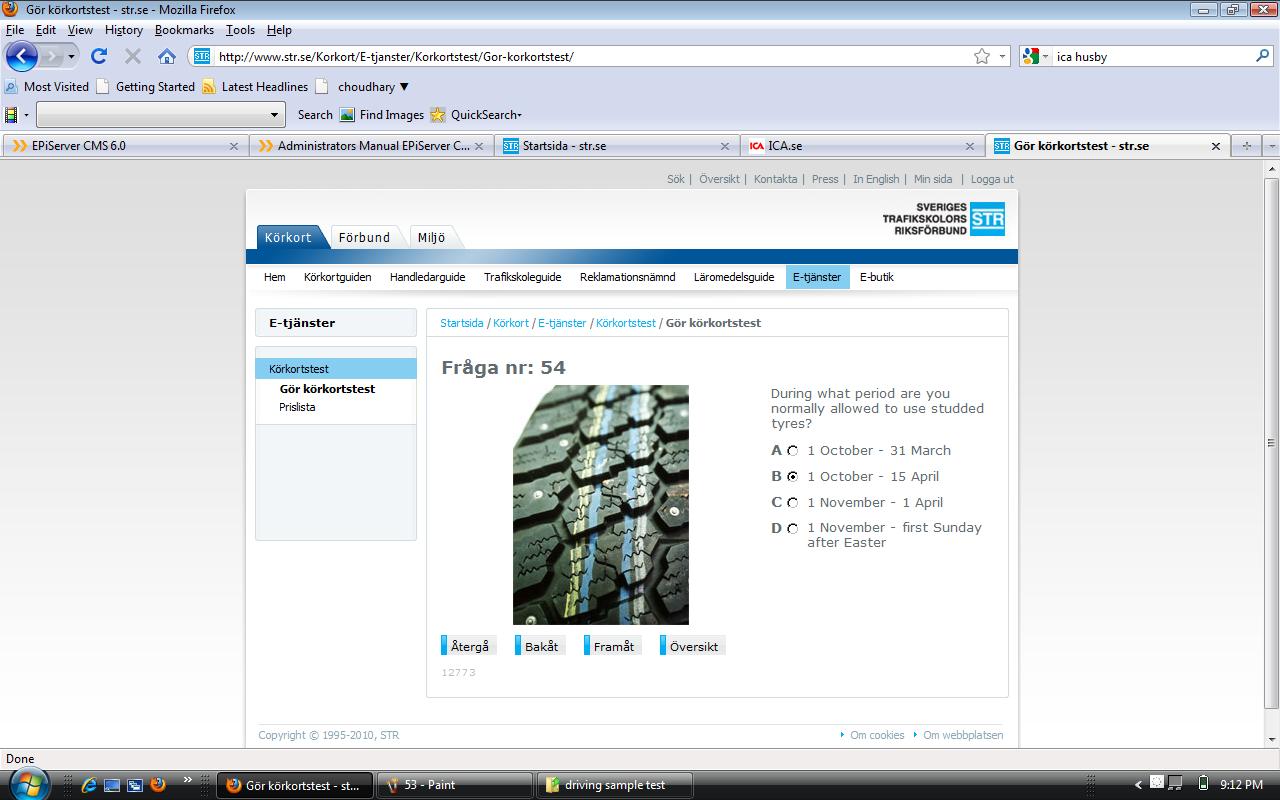 Gör körkortstest - str.se - Mozilla Firefox
File Edit View History Bookmarks Tools Help
http://www.str.se/Korkort/E-tjanster/Korkortstest/Gor-korkortstest/
ica husby
Most Visited Getting Started Latest Headlines choudhary ▼
Search Find Images QuickSearch
EPiServer CMS 6.0 Administrators Manual EPiServer C... STR Startsida - str.se ICA ICA.se STR Gör körkortstest - str.se
Sök | Översikt | Kontakta | Press | In English | Min sida | Logga ut
SVERIGES
TRAFIKSKOLORS STR
RIKSFÖRBUND
Körkort Förbund Miljö
Hem Körkortguiden Handledarguide Trafikskoleguide Reklamationsnämnd Läromedelsguide E-tjänster E-butik
E-tjänster
Körkortstest
Gör körkortstest
Prislista
Startsida / Körkort / E-tjänster / Körkortstest / Gör körkortstest
Fråga nr: 54
During what period are you
normally allowed to use studded
tyres?
A 1 October - 31 March
B 1 October - 15 April
C 1 November - 1 April
D 1 November - first Sunday
after Easter
Återgå Bakåt Framåt Översikt
12773
Copyright © 1995-2010, STR
Om cookies Om webbplatsen
Done
Gör körkortstest - st... 53 - Paint driving sample test 9:12 PM